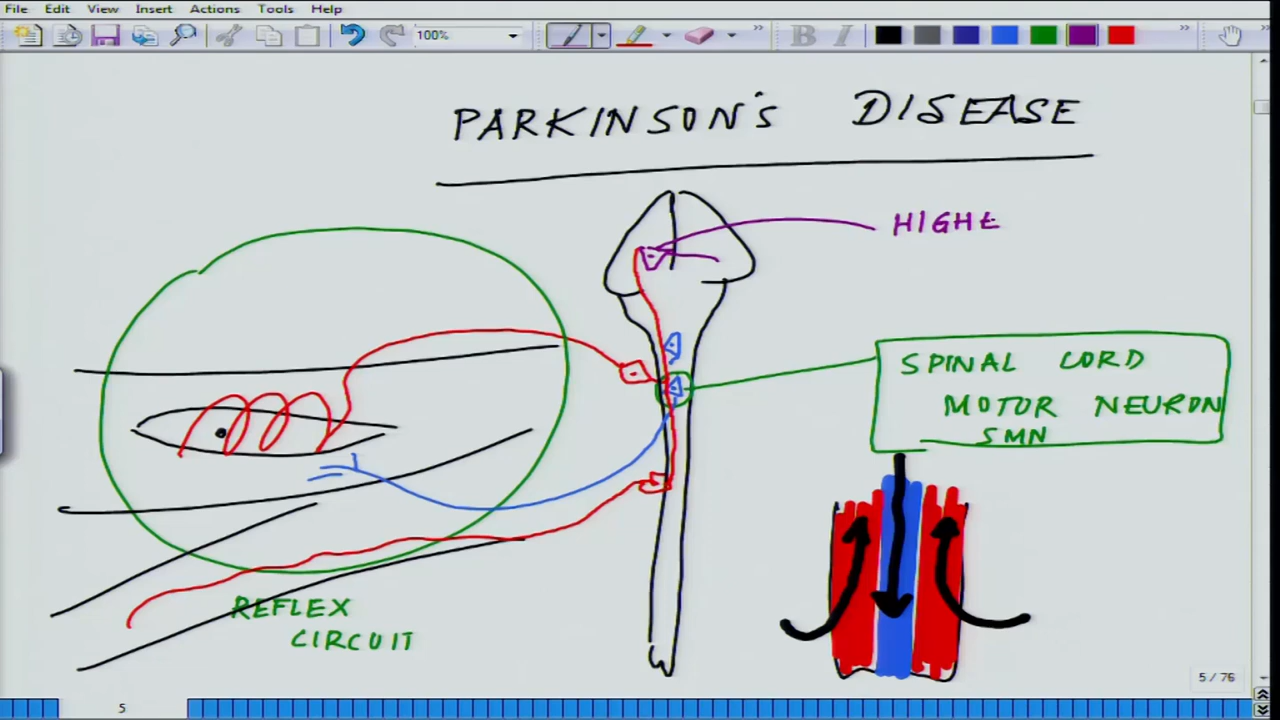 File Edit View Insert Actions Tools Help
100%
B I
PARKINSON'S DISEASE
HIGHE
SPINAL CORD
MOTOR NEURON
SMN
REFLEX
CIRCUIT
5 / 76
5